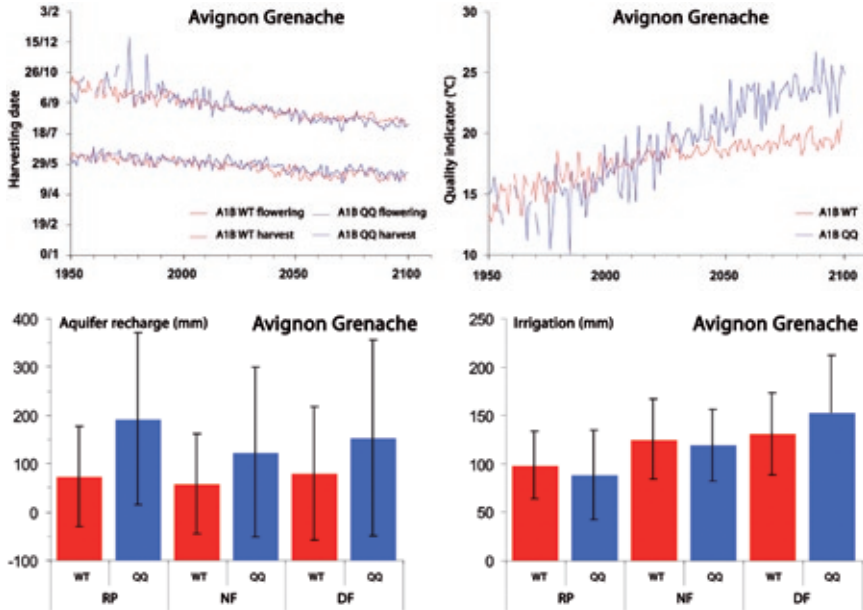 Avignon Grenache
Harvesting date
3/2
15/12
26/10
6/9
18/7
29/5
9/4
19/2
0/1
A1B WT flowering
A1B QQ flowering
A1B WT harvest
A1B QQ harvest
1950 2000 2050 2100
Avignon Grenache
Quality indicator (°C)
30
25
20
15
10
A1B WT
A1B QQ
1950 2000 2050 2100
Aquifer recharge (mm)
Avignon Grenache
400
300
200
100
0
-100
WT QQ WT QQ WT QQ
RP NF DF
Irrigation (mm)
Avignon Grenache
250
200
150
100
50
0
WT QQ WT QQ WT QQ
RP NF DF